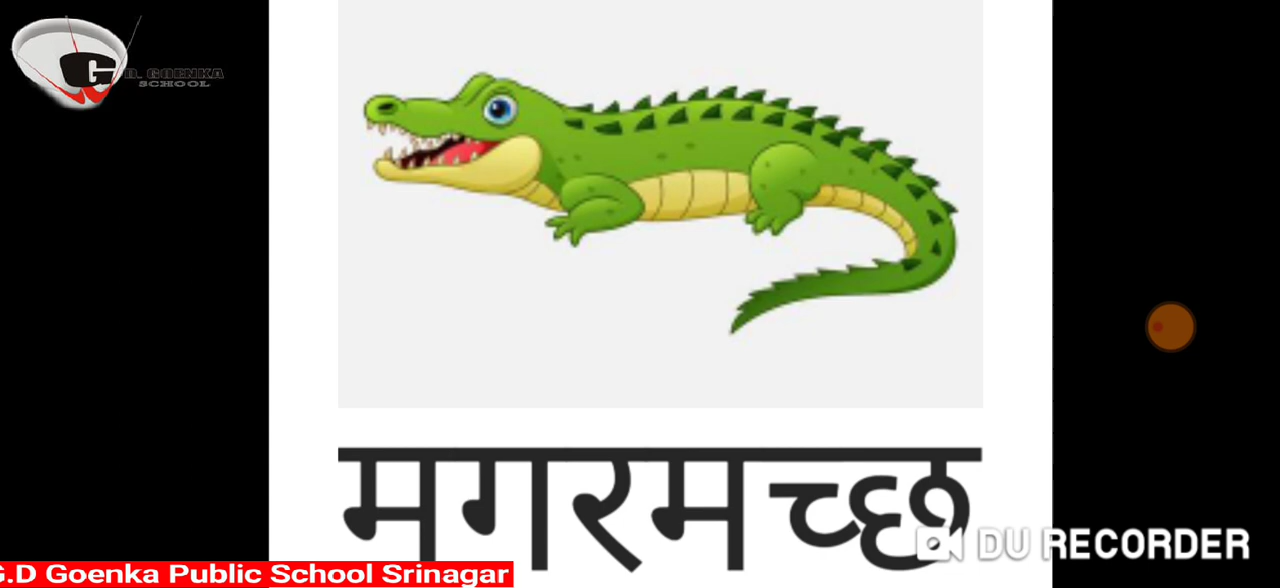 G
D. GOENKA
SCHOOL
मगरमच्छ
DU RECORDER
G.D Goenka Public School Srinagar